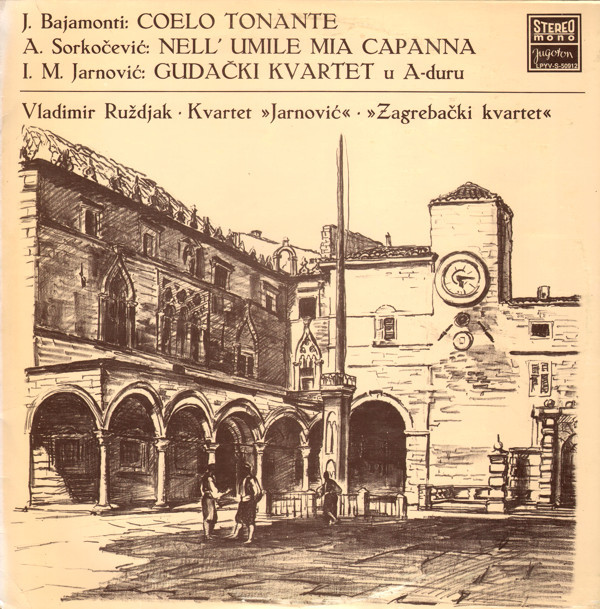 J. Bajamonti: COELO TONANTE
A. Sorkočević: NELL' UMILE MIA CAPANNA
I. M. Jarnović: GUDAČKI KVARTET u A-duru
STEREO
mono
Jugoton
LPYV-S-50912
Vladimir Ruždjak · Kvartet »Jarnović« · »Zagrebački kvartet«